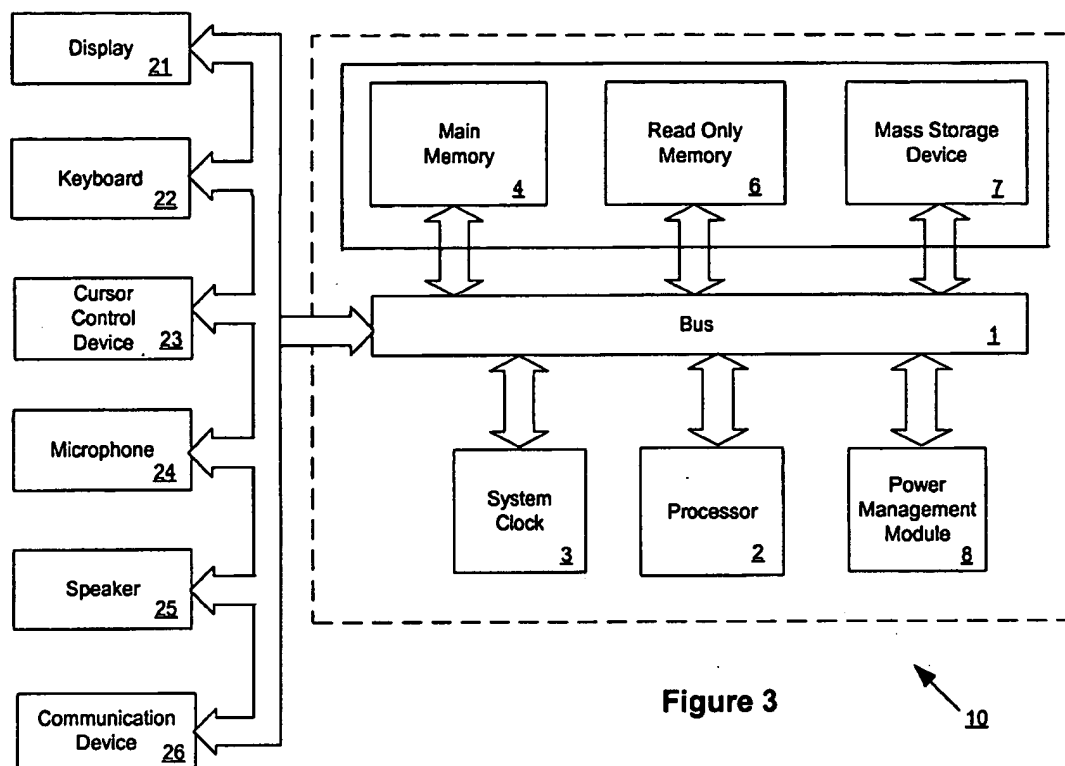 Display
21
Keyboard
22
Cursor
Control
Device
23
Microphone
24
Speaker
25
Communication
Device
26
Main
Memory
4
Read Only
Memory
6
Mass Storage
Device
7
Bus
1
System
Clock
3
Processor
2
Power
Management
Module
8
Figure 3
10